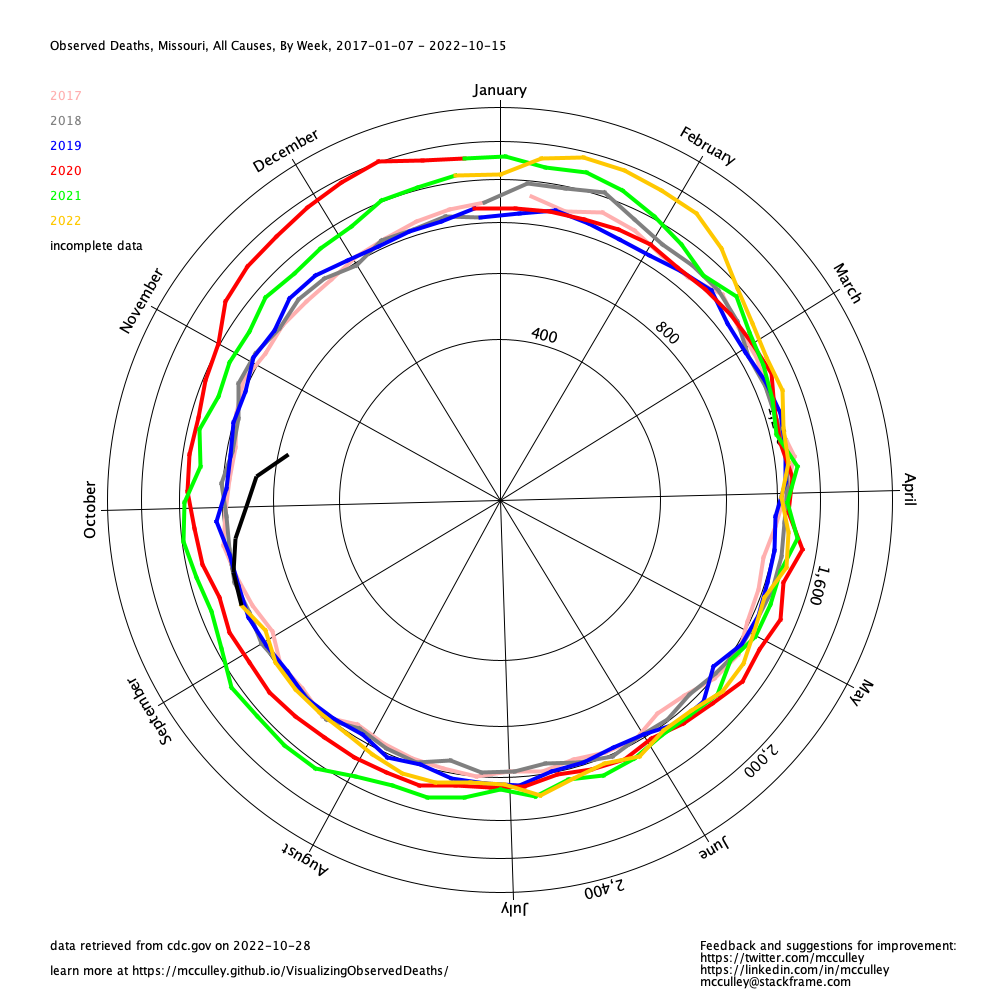 Observed Deaths, Missouri, All Causes, By Week, 2017-01-07 - 2022-10-15
2017
2018
2019
2020
2021
2022
incomplete data
January
February
March
April
May
June
July
August
September
October
November
December
400
800
1,600
2,000
2,400
data retrieved from cdc.gov on 2022-10-28
learn more at https://mcculley.github.io/VisualizingObservedDeaths/
Feedback and suggestions for improvement:
https://twitter.com/mcculley
https://linkedin.com/in/mcculley
mcculley@stackframe.com